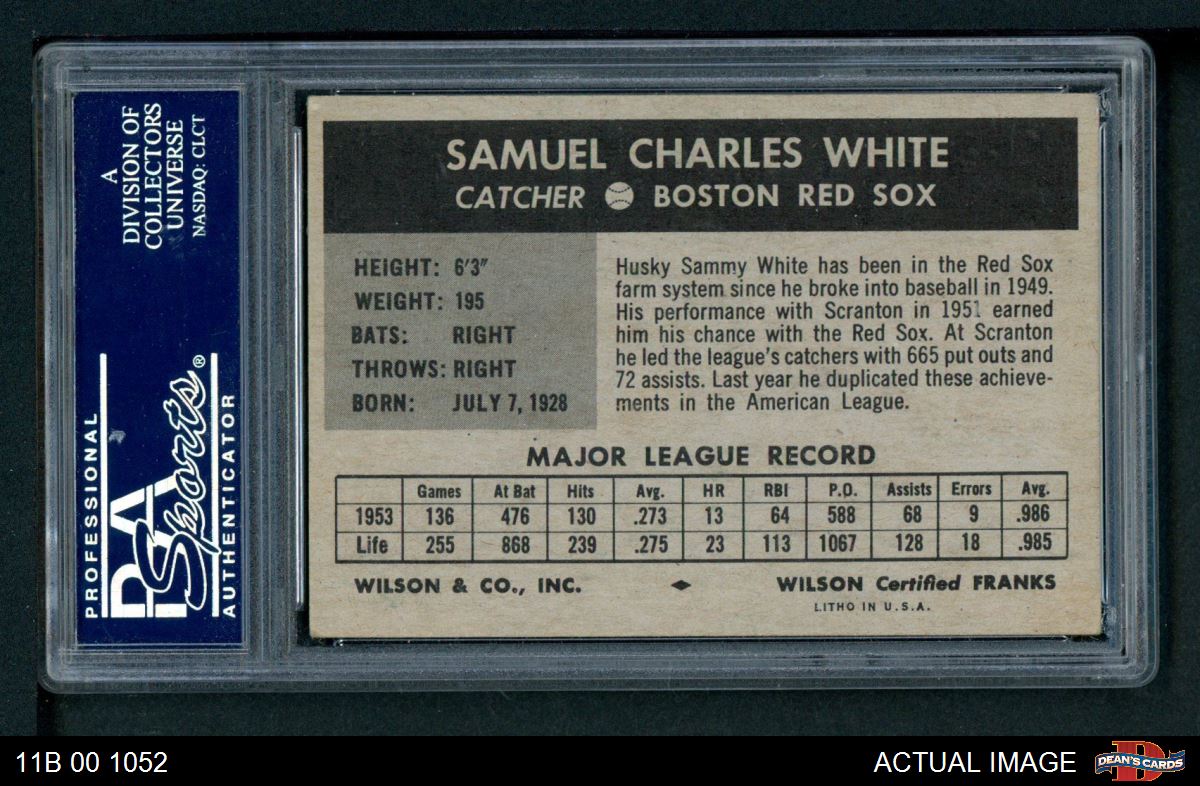 A
DIVISION OF
COLLECTORS
UNIVERSE
NASDAQ: CLCT
PROFESSIONAL
PSA
Sports®
AUTHENTICATOR
SAMUEL CHARLES WHITE
CATCHER BOSTON RED SOX
HEIGHT: 6'3"
WEIGHT: 195
BATS: RIGHT
THROWS: RIGHT
BORN: JULY 7, 1928
Husky Sammy White has been in the Red Sox
farm system since he broke into baseball in 1949.
His performance with Scranton in 1951 earned
him his chance with the Red Sox. At Scranton
he led the league's catchers with 665 put outs and
72 assists. Last year he duplicated these achieve-
ments in the American League.
MAJOR LEAGUE RECORD
Games At Bat Hits Avg. HR RBI P.O. Assists Errors Avg.
1953 136 476 130 .273 13 64 588 68 9 .986
Life 255 868 239 .275 23 113 1067 128 18 .985
WILSON & CO., INC. WILSON Certified FRANKS
LITHO IN U.S.A.
11B 00 1052 ACTUAL IMAGE
D
DEAN'S CARDS